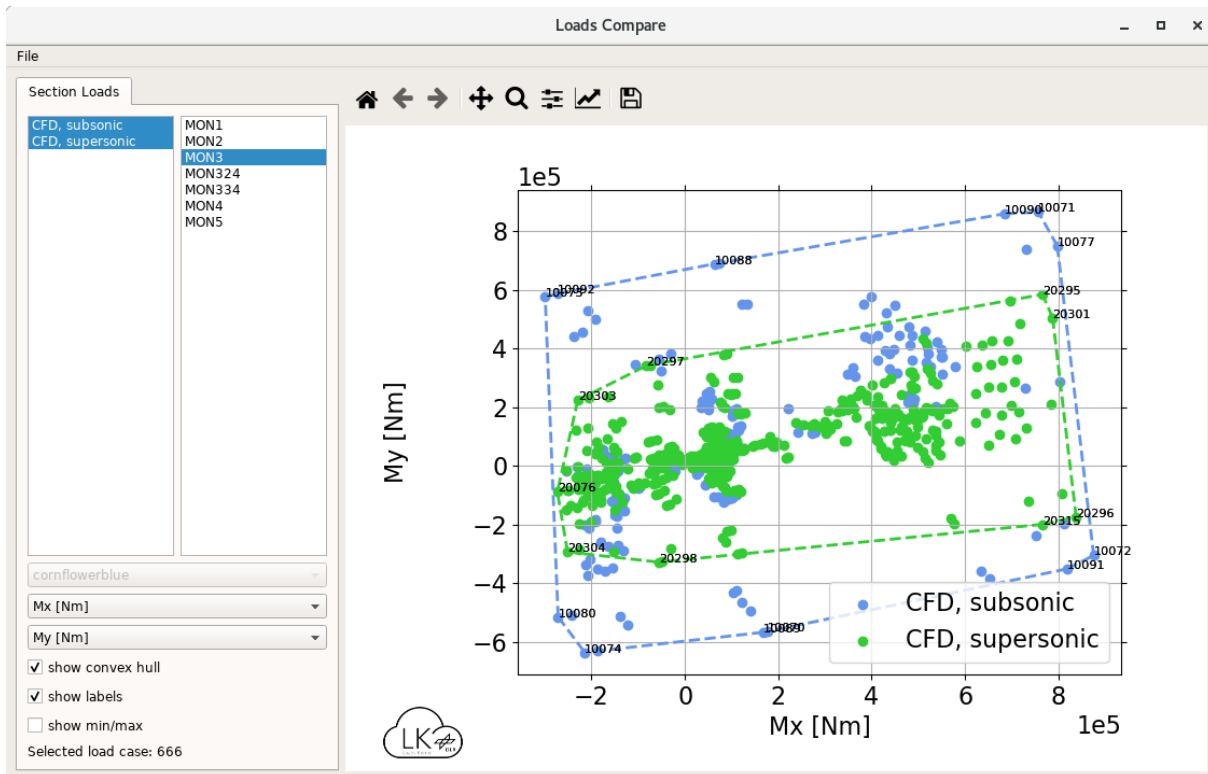 Loads Compare
File
Section Loads
CFD, subsonic
CFD, supersonic
MON1
MON2
MON3
MON324
MON334
MON4
MON5
cornflowerblue
Mx [Nm]
My [Nm]
show convex hull
show labels
show min/max
Selected load case: 666
1e5
8
6
4
2
0
−2
−4
−6
My [Nm]
10090
10071
10077
10088
10092
10073
20295
20301
20297
20303
20076
20296
20315
20304
20298
10072
10091
10080
10070
10089
10074
CFD, subsonic
CFD, supersonic
−2
0
2
4
6
8
Mx [Nm]
1e5
LK
DLR